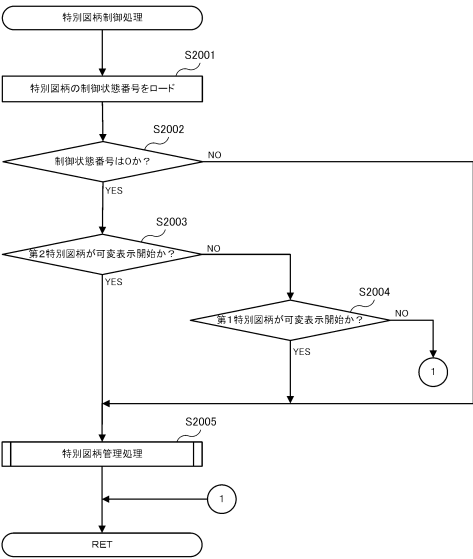 特別図柄制御処理
S2001
特別図柄の制御状態番号をロード
S2002
制御状態番号は0か？
NO
YES
S2003
第2特別図柄が可変表示開始か？
NO
YES
S2004
第1特別図柄が可変表示開始か？
NO
YES
1
S2005
特別図柄管理処理
1
RET